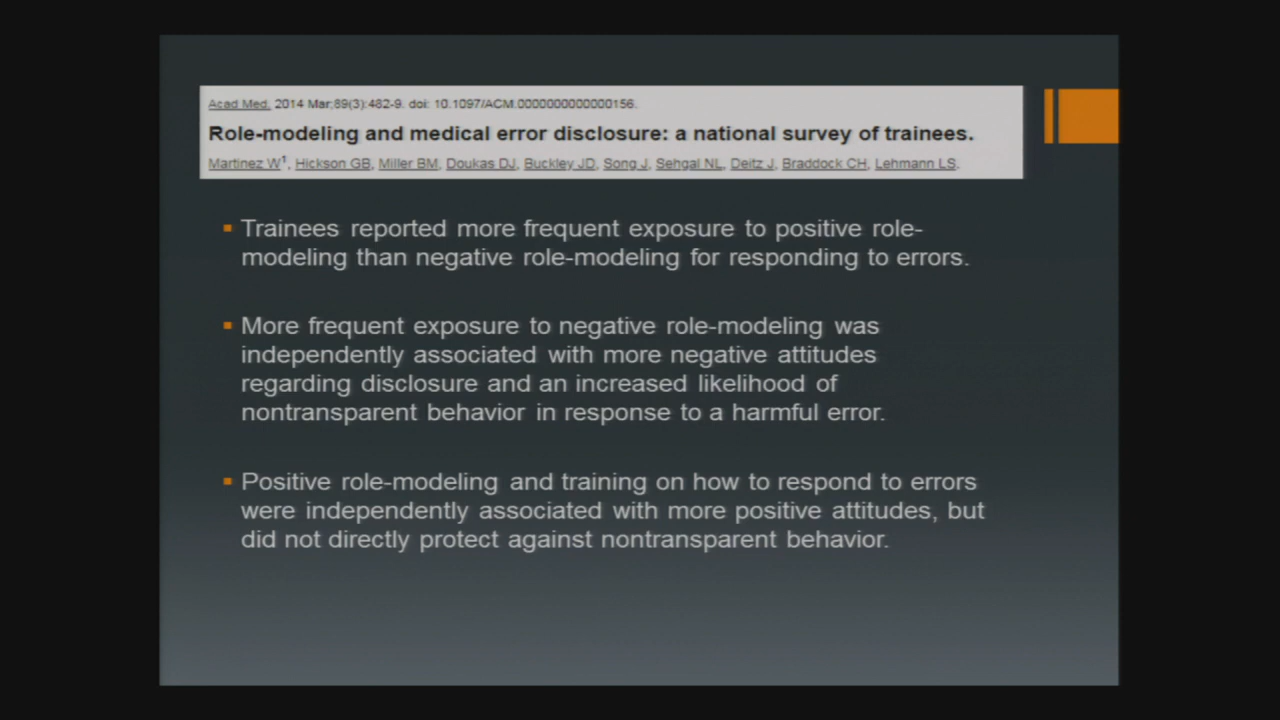 Acad Med. 2014 Mar;89(3):482-9. doi: 10.1097/ACM.0000000000000156.
Role-modeling and medical error disclosure: a national survey of trainees.
Martinez W1, Hickson GB, Miller BM, Doukas DJ, Buckley JD, Song J, Sehgal NL, Deitz J, Braddock CH, Lehmann LS.
▪ Trainees reported more frequent exposure to positive role-
modeling than negative role-modeling for responding to errors.
▪ More frequent exposure to negative role-modeling was
independently associated with more negative attitudes
regarding disclosure and an increased likelihood of
nontransparent behavior in response to a harmful error.
▪ Positive role-modeling and training on how to respond to errors
were independently associated with more positive attitudes, but
did not directly protect against nontransparent behavior.